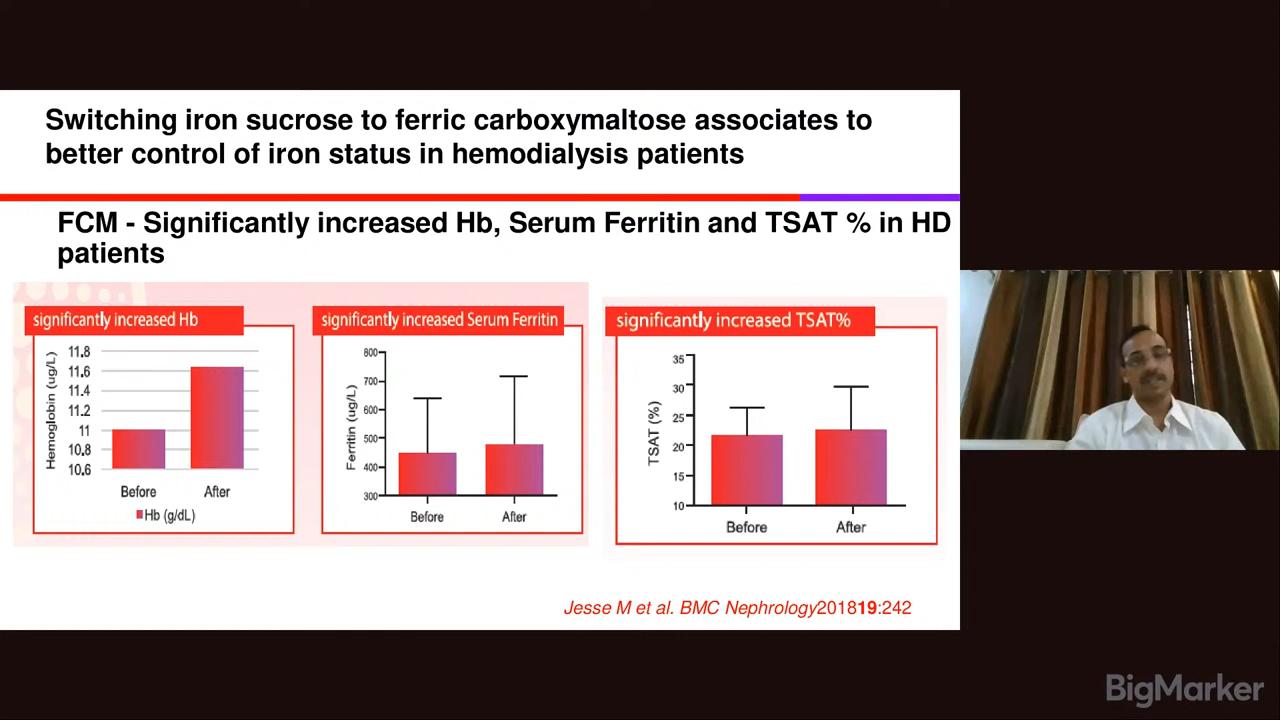 Switching iron sucrose to ferric carboxymaltose associates to
better control of iron status in hemodialysis patients
FCM - Significantly increased Hb, Serum Ferritin and TSAT % in HD
patients
significantly increased Hb
Hemoglobin (ug/L)
11.8
11.6
11.4
11.2
11
10.8
10.6
Before
After
Hb (g/dL)
significantly increased Serum Ferritin
Ferritin (ug/L)
800
700
600
500
400
300
Before
After
significantly increased TSAT%
TSAT (%)
35
30
25
20
15
10
Before
After
Jesse M et al. BMC Nephrology201819:242
BigMarker